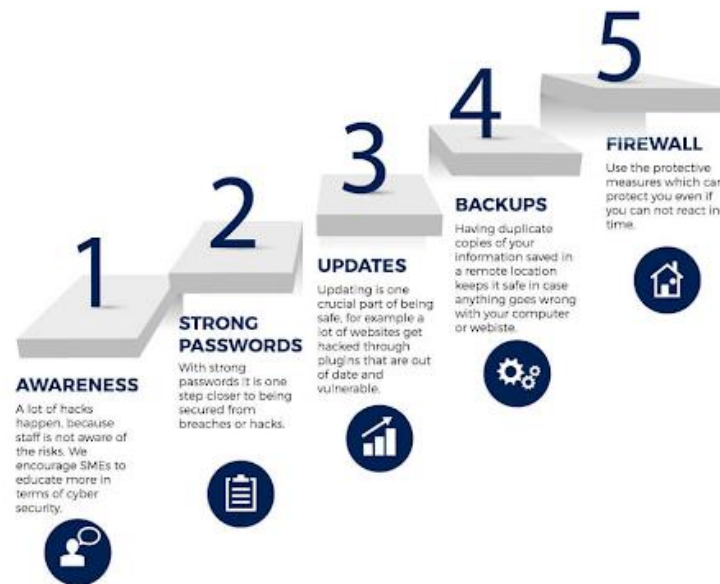 1
AWARENESS
A lot of hacks
happen, because
staff is not aware of
the risks. We
encourage SMEs to
educate more in
terms of cyber
security.
2
STRONG
PASSWORDS
With strong
passwords it is one
step closer to being
secured from
breaches or hacks.
3
UPDATES
Updating is one
crucial part of being
safe, for example a
lot of websites get
hacked through
plugins that are out
of date and
vulnerable.
4
BACKUPS
Having duplicate
copies of your
information saved in
a remote location
keeps it safe in case
anything goes wrong
with your computer
or webiste.
5
FIREWALL
Use the protective
measures which can
protect you even if
you can not react in
time.